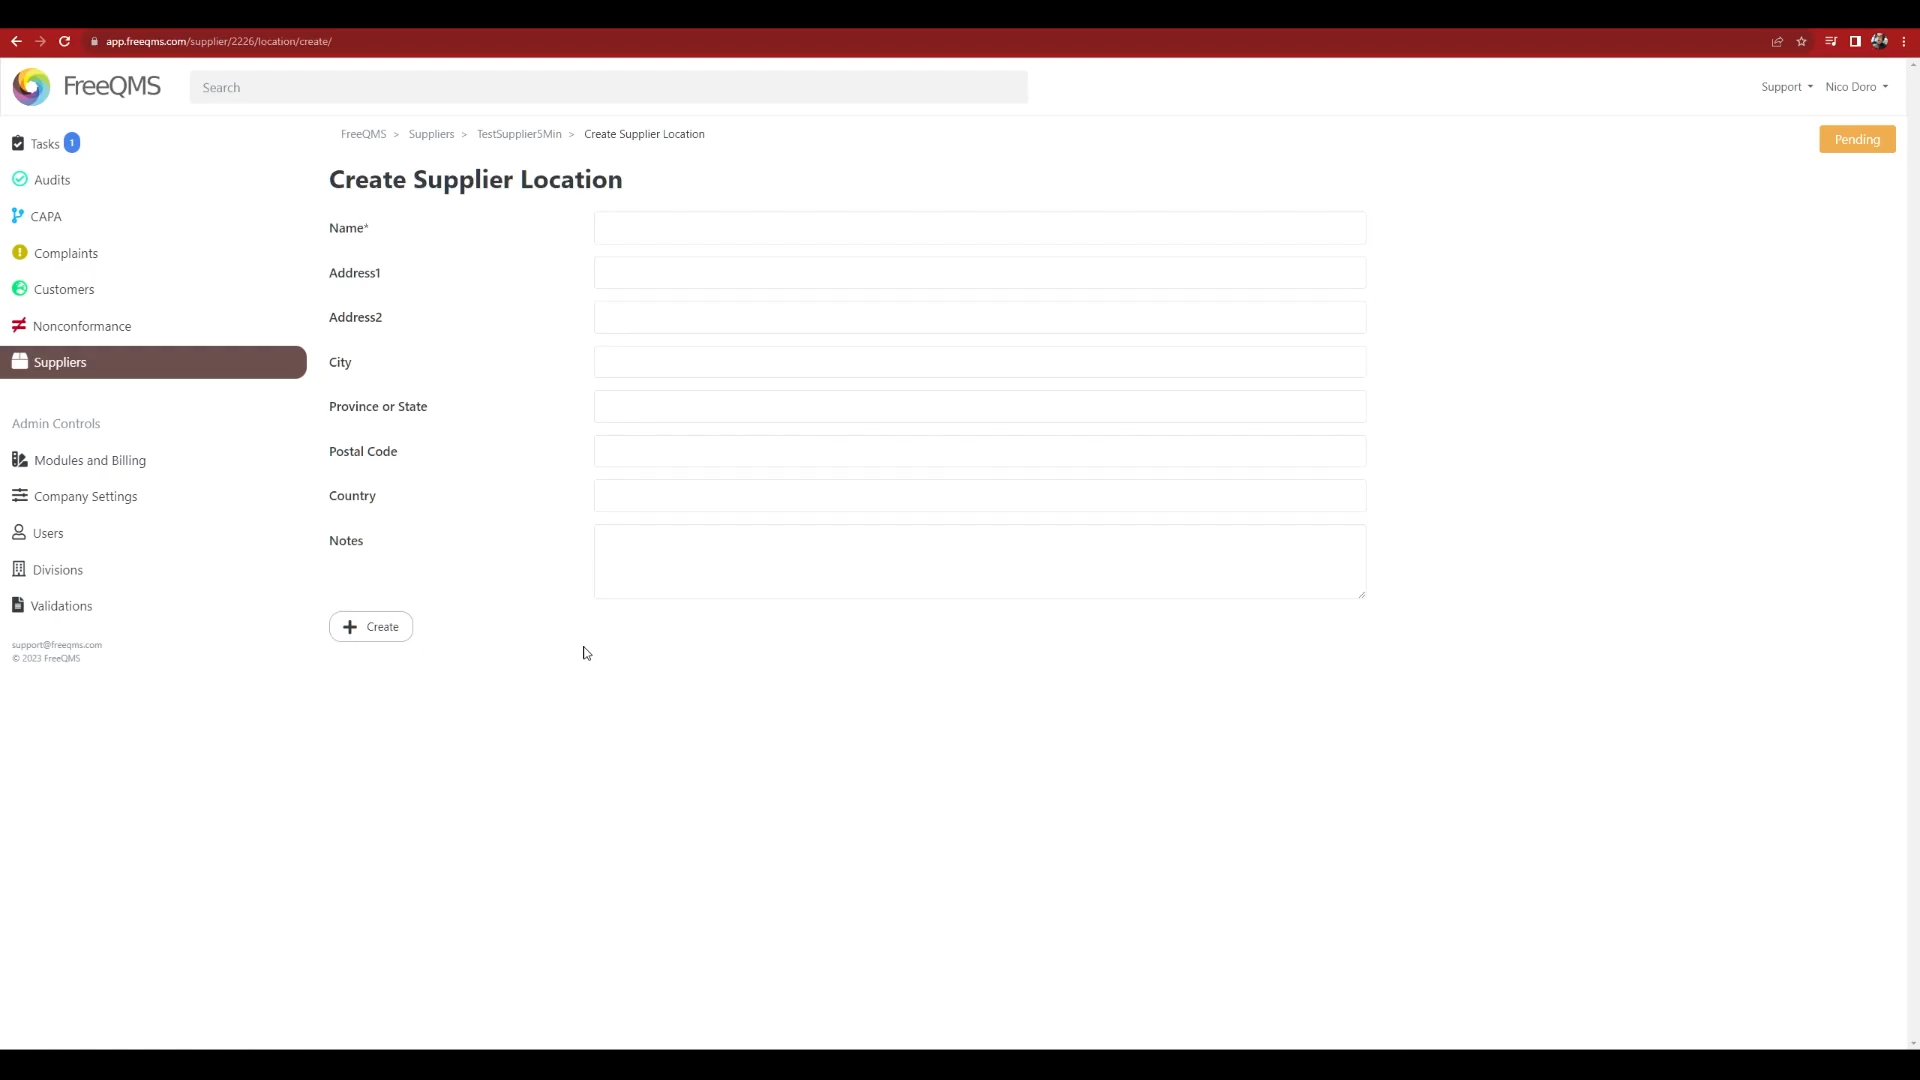 app.freeqms.com/supplier/2226/location/create/
FreeQMS
Search
Support
Nico Doro
Tasks 1
Audits
CAPA
Complaints
Customers
Nonconformance
Suppliers
Admin Controls
Modules and Billing
Company Settings
Users
Divisions
Validations
support@freeqms.com
© 2023 FreeQMS
FreeQMS > Suppliers > TestSupplier5Min > Create Supplier Location
Pending
Create Supplier Location
Name*
Address1
Address2
City
Province or State
Postal Code
Country
Notes
Create